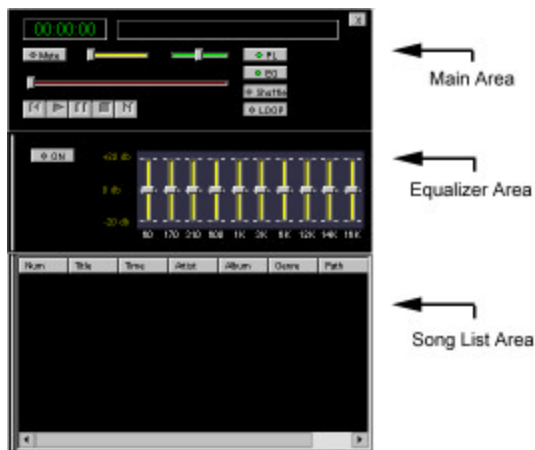 00:00:00
X
Mute
PL
EQ
Shuffle
LOOP
Main Area
ON
+20 db
0 db
-20 db
60 170 310 600 1K 3K 6K 12K 14K 16K
Equalizer Area
Num Title Time Artist Album Genre Path
Song List Area